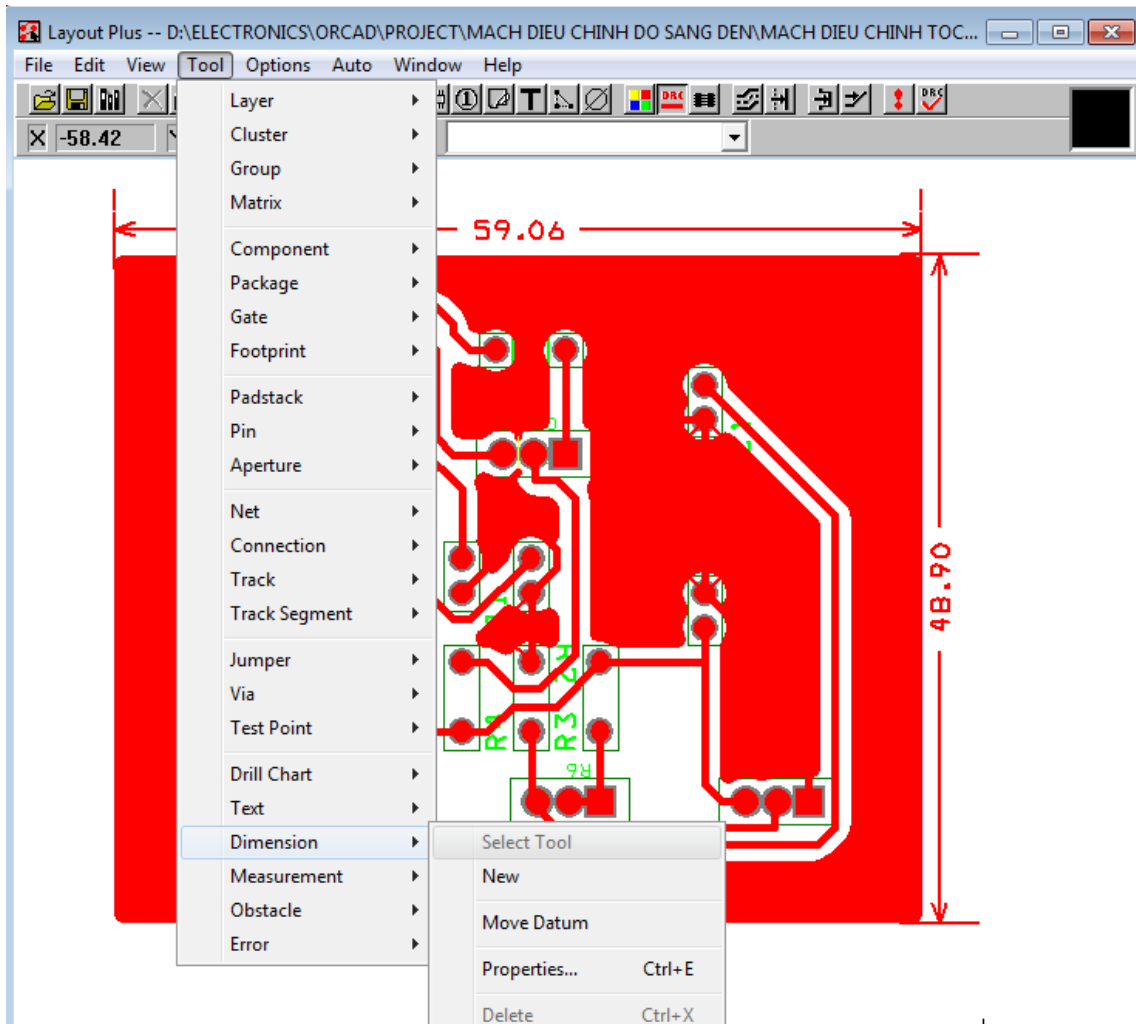 Layout Plus -- D:\ELECTRONICS\ORCAD\PROJECT\MACH DIEU CHINH DO SANG DEN\MACH DIEU CHINH TOC...
File Edit View Tool Options Auto Window Help
DRC DRC
X -58.42
Layer
Cluster
Group
Matrix
59.06
Component
Package
Gate
Footprint
Padstack
Pin
Aperture
Net
Connection
Track
Track Segment
48.90
Jumper
Via
Test Point
R3
R6
Drill Chart
Text
Dimension
Select Tool
Measurement
New
Obstacle
Move Datum
Error
Properties... Ctrl+E
Delete Ctrl+X